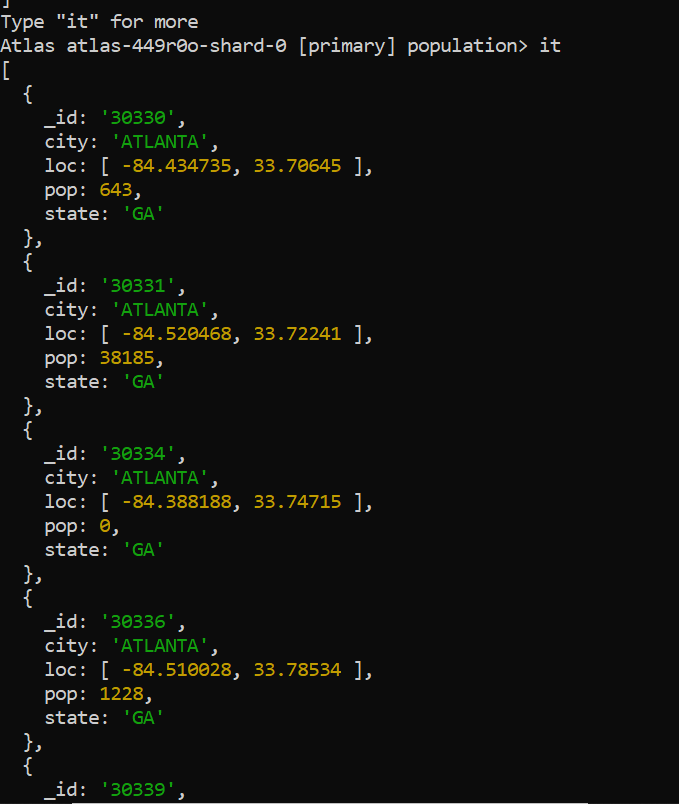 ]
Type "it" for more
Atlas atlas-449r0o-shard-0 [primary] population> it
[
  {
    _id: '30330',
    city: 'ATLANTA',
    loc: [ -84.434735, 33.70645 ],
    pop: 643,
    state: 'GA'
  },
  {
    _id: '30331',
    city: 'ATLANTA',
    loc: [ -84.520468, 33.72241 ],
    pop: 38185,
    state: 'GA'
  },
  {
    _id: '30334',
    city: 'ATLANTA',
    loc: [ -84.388188, 33.74715 ],
    pop: 0,
    state: 'GA'
  },
  {
    _id: '30336',
    city: 'ATLANTA',
    loc: [ -84.510028, 33.78534 ],
    pop: 1228,
    state: 'GA'
  },
  {
    _id: '30339',